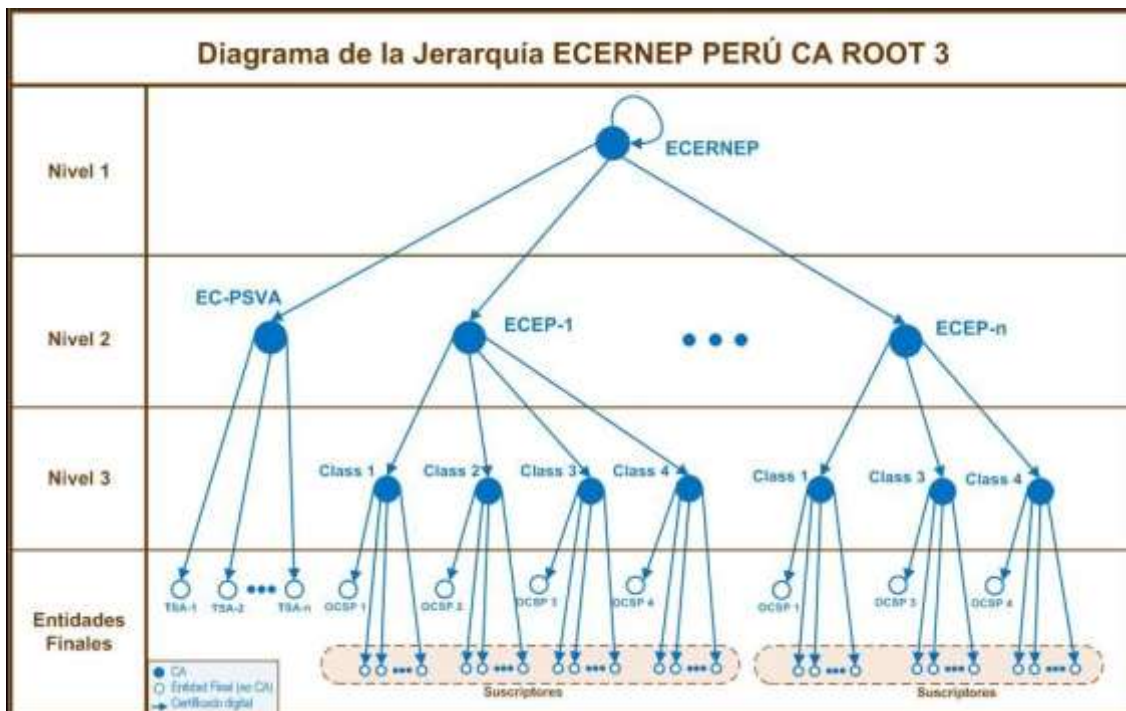 Diagrama de la Jerarquía ECERNEP PERÚ CA ROOT 3
Nivel 1
ECERNEP
Nivel 2
EC-PSVA
ECEP-1
ECEP-n
Nivel 3
Class 1
Class 2
Class 3
Class 4
Class 1
Class 3
Class 4
Entidades
Finales
TSA-1
TSA-2
TSA-n
OCSP 1
OCSP 2
OCSP 3
OCSP 4
OCSP 1
OCSP 3
OCSP 4
Suscriptores
Suscriptores
CA
Entidad Final (no CA)
Certificado digital